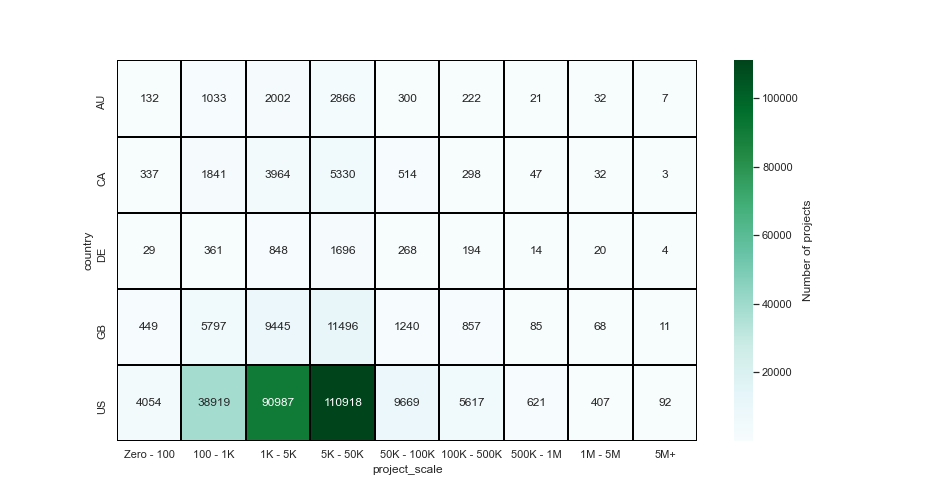 AU 132 1033 2002 2866 300 222 21 32 7
CA 337 1841 3964 5330 514 298 47 32 3
country
DE 29 361 848 1696 268 194 14 20 4
GB 449 5797 9445 11496 1240 857 85 68 11
US 4054 38919 90987 110918 9669 5617 621 407 92
Zero - 100 100 - 1K 1K - 5K 5K - 50K 50K - 100K 100K - 500K 500K - 1M 1M - 5M 5M+
project_scale
100000
80000
60000
40000
20000
Number of projects